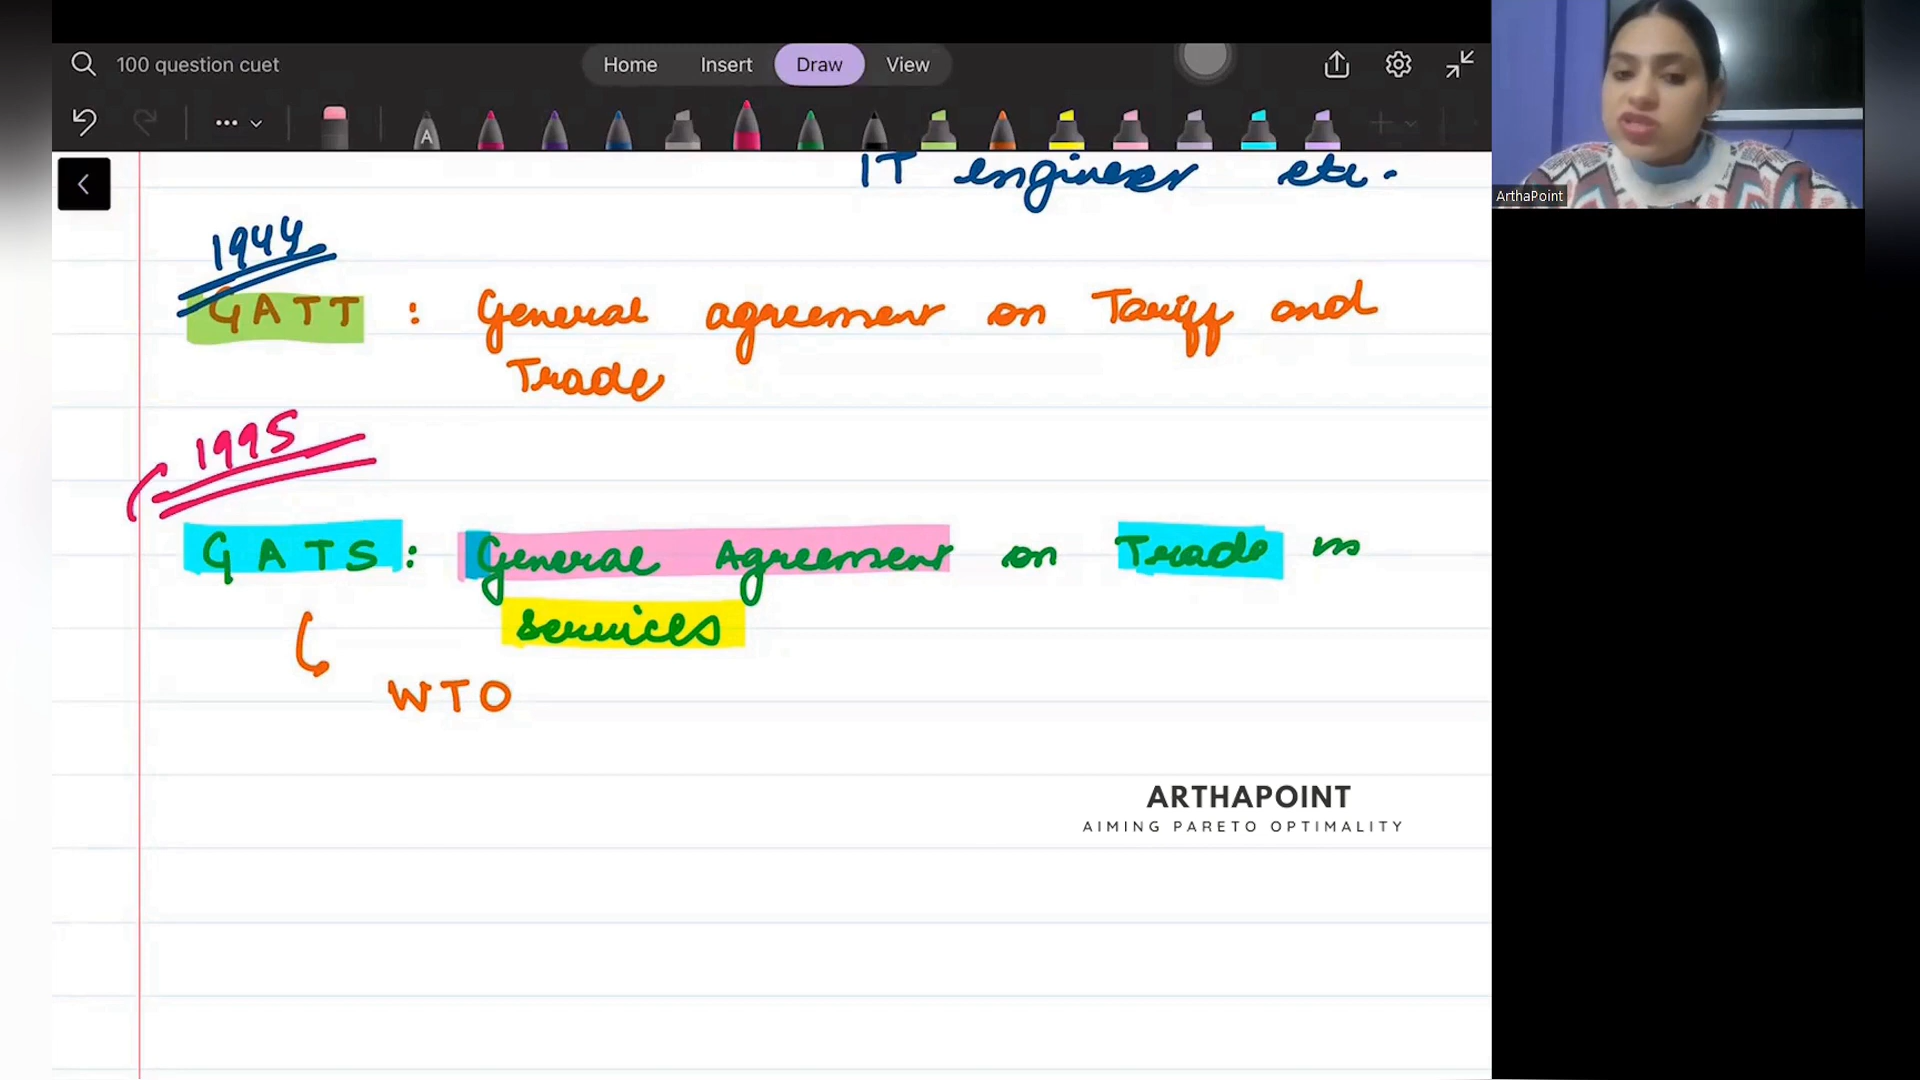 100 question cuet
Home Insert Draw View
A
ArthaPoint
IT engineer etc.
1944
GATT : General agreement on Tariff and
Trade
1995
GATS : General Agreement on Trade in
services
WTO
ARTHAPOINT
AIMING PARETO OPTIMALITY